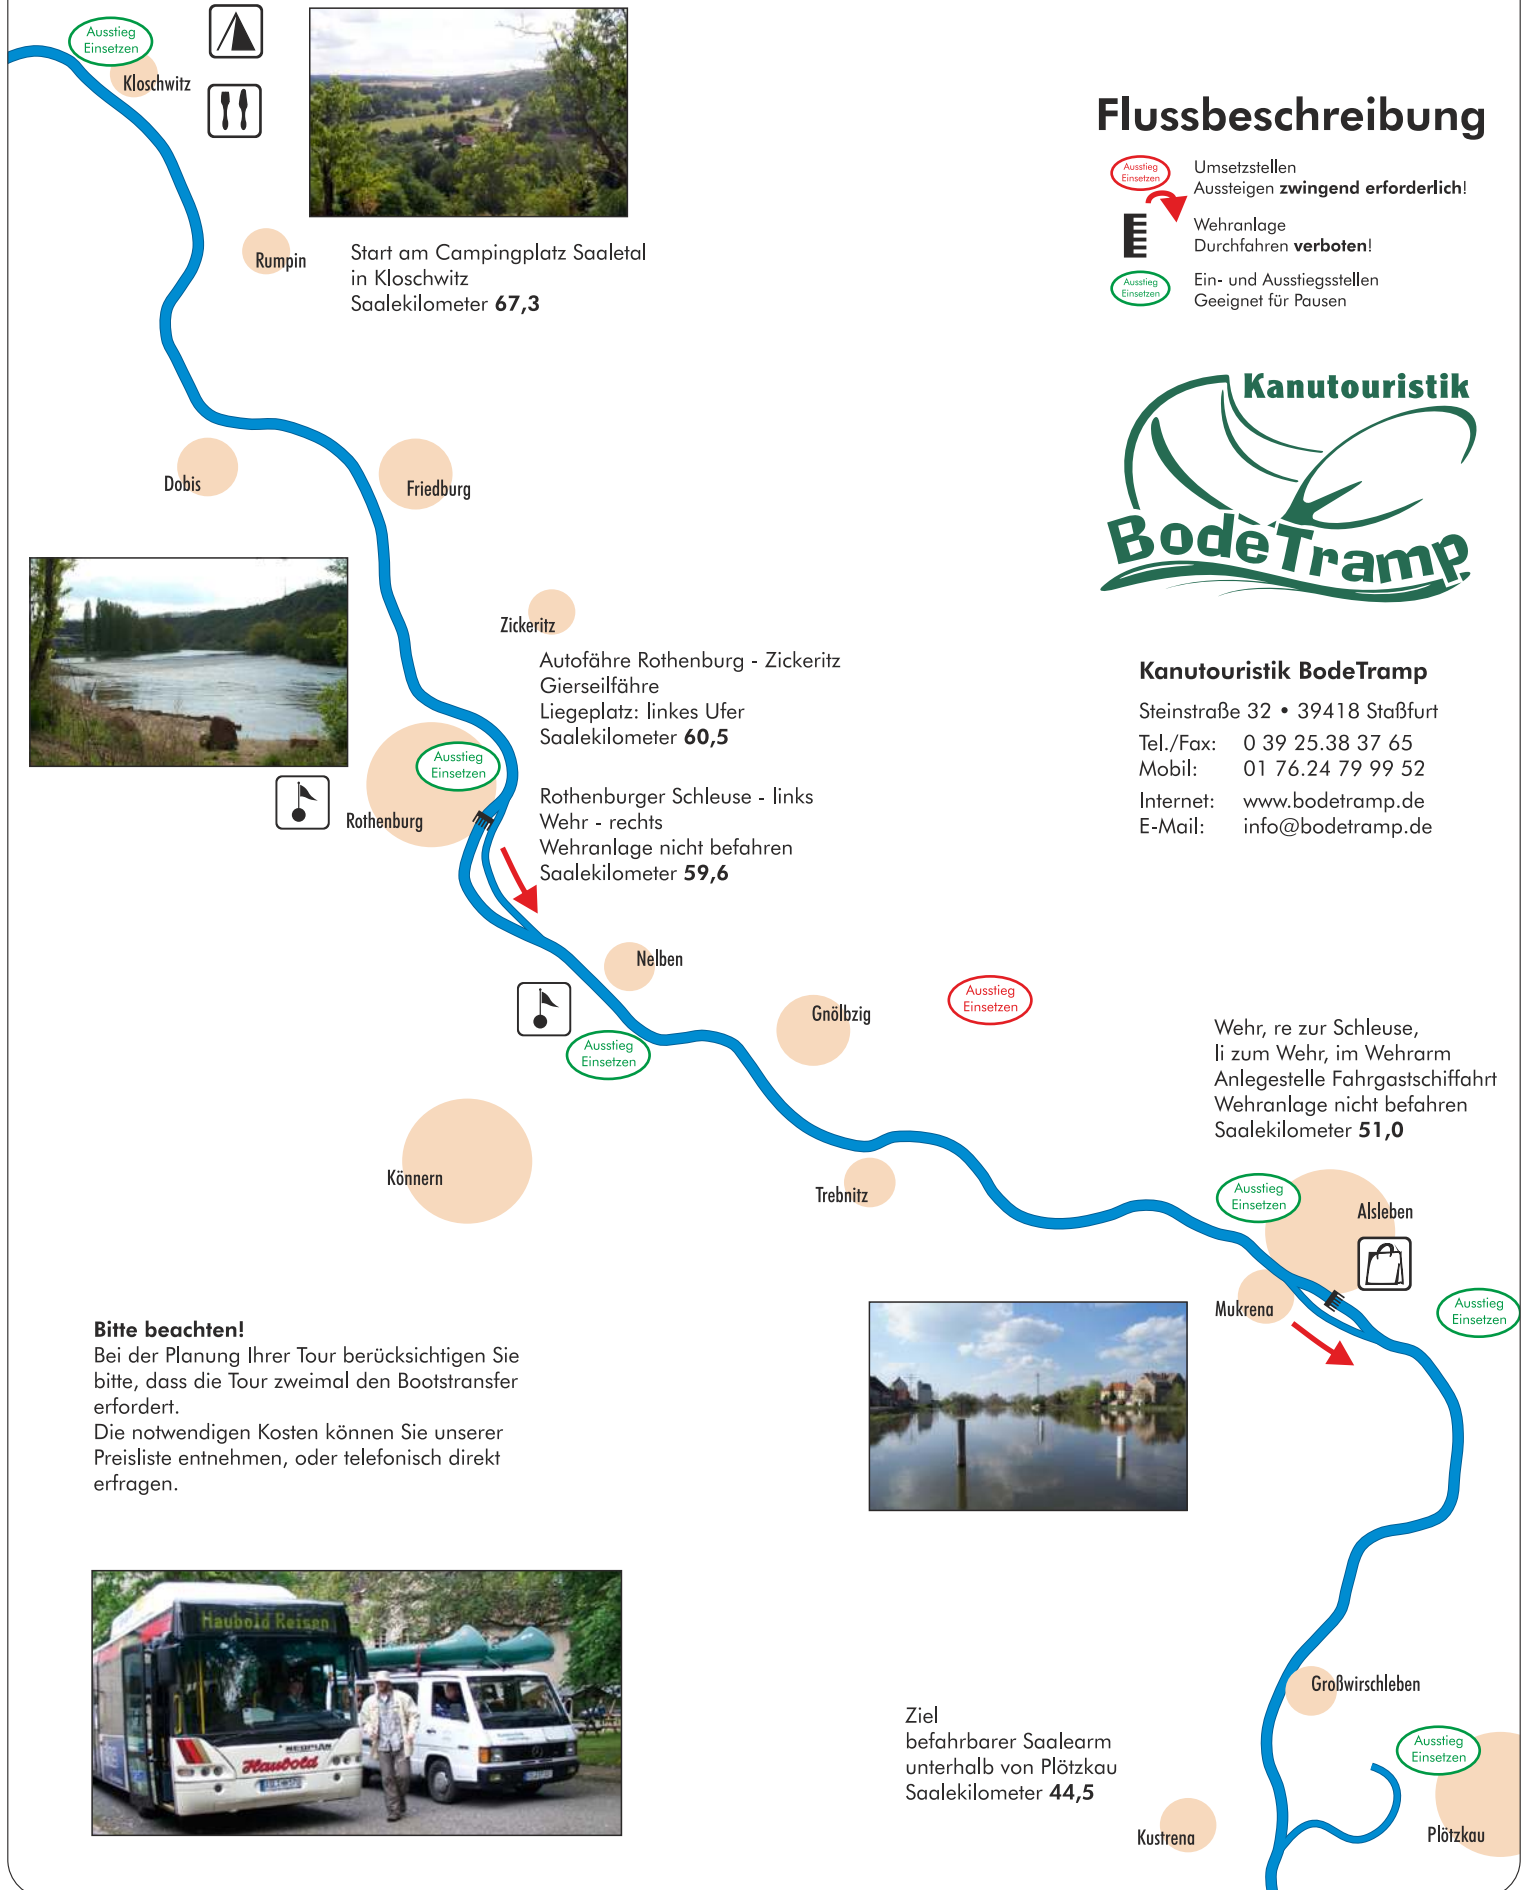 Ausstieg
Einsetzen
Kloschwitz
Flussbeschreibung
Ausstieg
Einsetzen
Umsetzstellen
Aussteigen zwingend erforderlich!
Wehranlage
Durchfahren verboten!
Ausstieg
Einsetzen
Ein- und Ausstiegsstellen
Geeignet für Pausen
Rumpin
Start am Campingplatz Saaletal
in Kloschwitz
Saalekilometer 67,3
Kanutouristik
BodeTramp
Dobis
Friedburg
Zickeritz
Autofähre Rothenburg - Zickeritz
Gierseilfähre
Liegeplatz: linkes Ufer
Saalekilometer 60,5
Kanutouristik BodeTramp
Steinstraße 32 • 39418 Staßfurt
Tel./Fax: 0 39 25.38 37 65
Mobil: 01 76.24 79 99 52
Internet: www.bodetramp.de
E-Mail: info@bodetramp.de
Ausstieg
Einsetzen
Rothenburg
Rothenburger Schleuse - links
Wehr - rechts
Wehranlage nicht befahren
Saalekilometer 59,6
Nelben
Gnölbzig
Ausstieg
Einsetzen
Ausstieg
Einsetzen
Wehr, re zur Schleuse,
li zum Wehr, im Wehrarm
Anlegestelle Fahrgastschiffahrt
Wehranlage nicht befahren
Saalekilometer 51,0
Könnern
Trebnitz
Ausstieg
Einsetzen
Alsleben
Mukrena
Ausstieg
Einsetzen
Bitte beachten!
Bei der Planung Ihrer Tour berücksichtigen Sie
bitte, dass die Tour zweimal den Bootstransfer
erfordert.
Die notwendigen Kosten können Sie unserer
Preisliste entnehmen, oder telefonisch direkt
erfragen.
Haubold Reisen
NEOPLAN
Haubold
Großwirschleben
Ziel
befahrbarer Saalearm
unterhalb von Plötzkau
Saalekilometer 44,5
Ausstieg
Einsetzen
Kustrena
Plötzkau